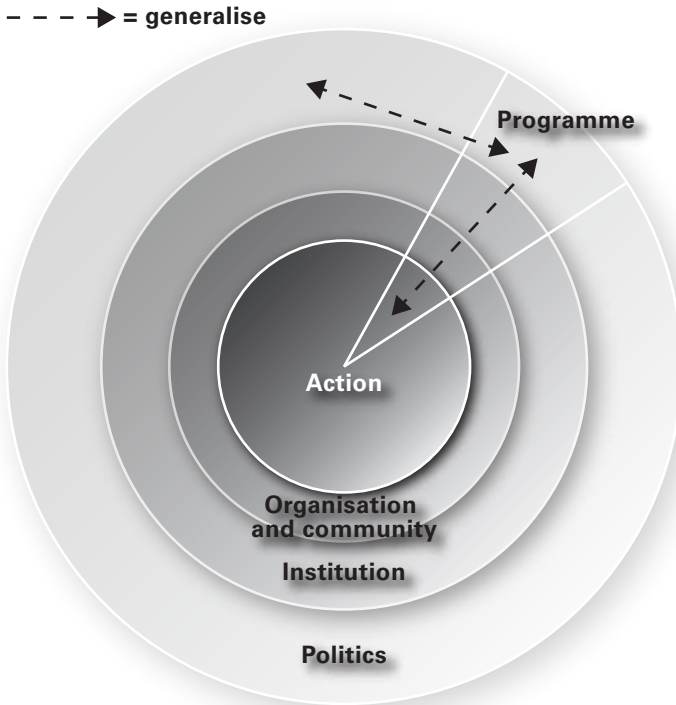 = generalise
Programme
Action
Organisation
and community
Institution
Politics